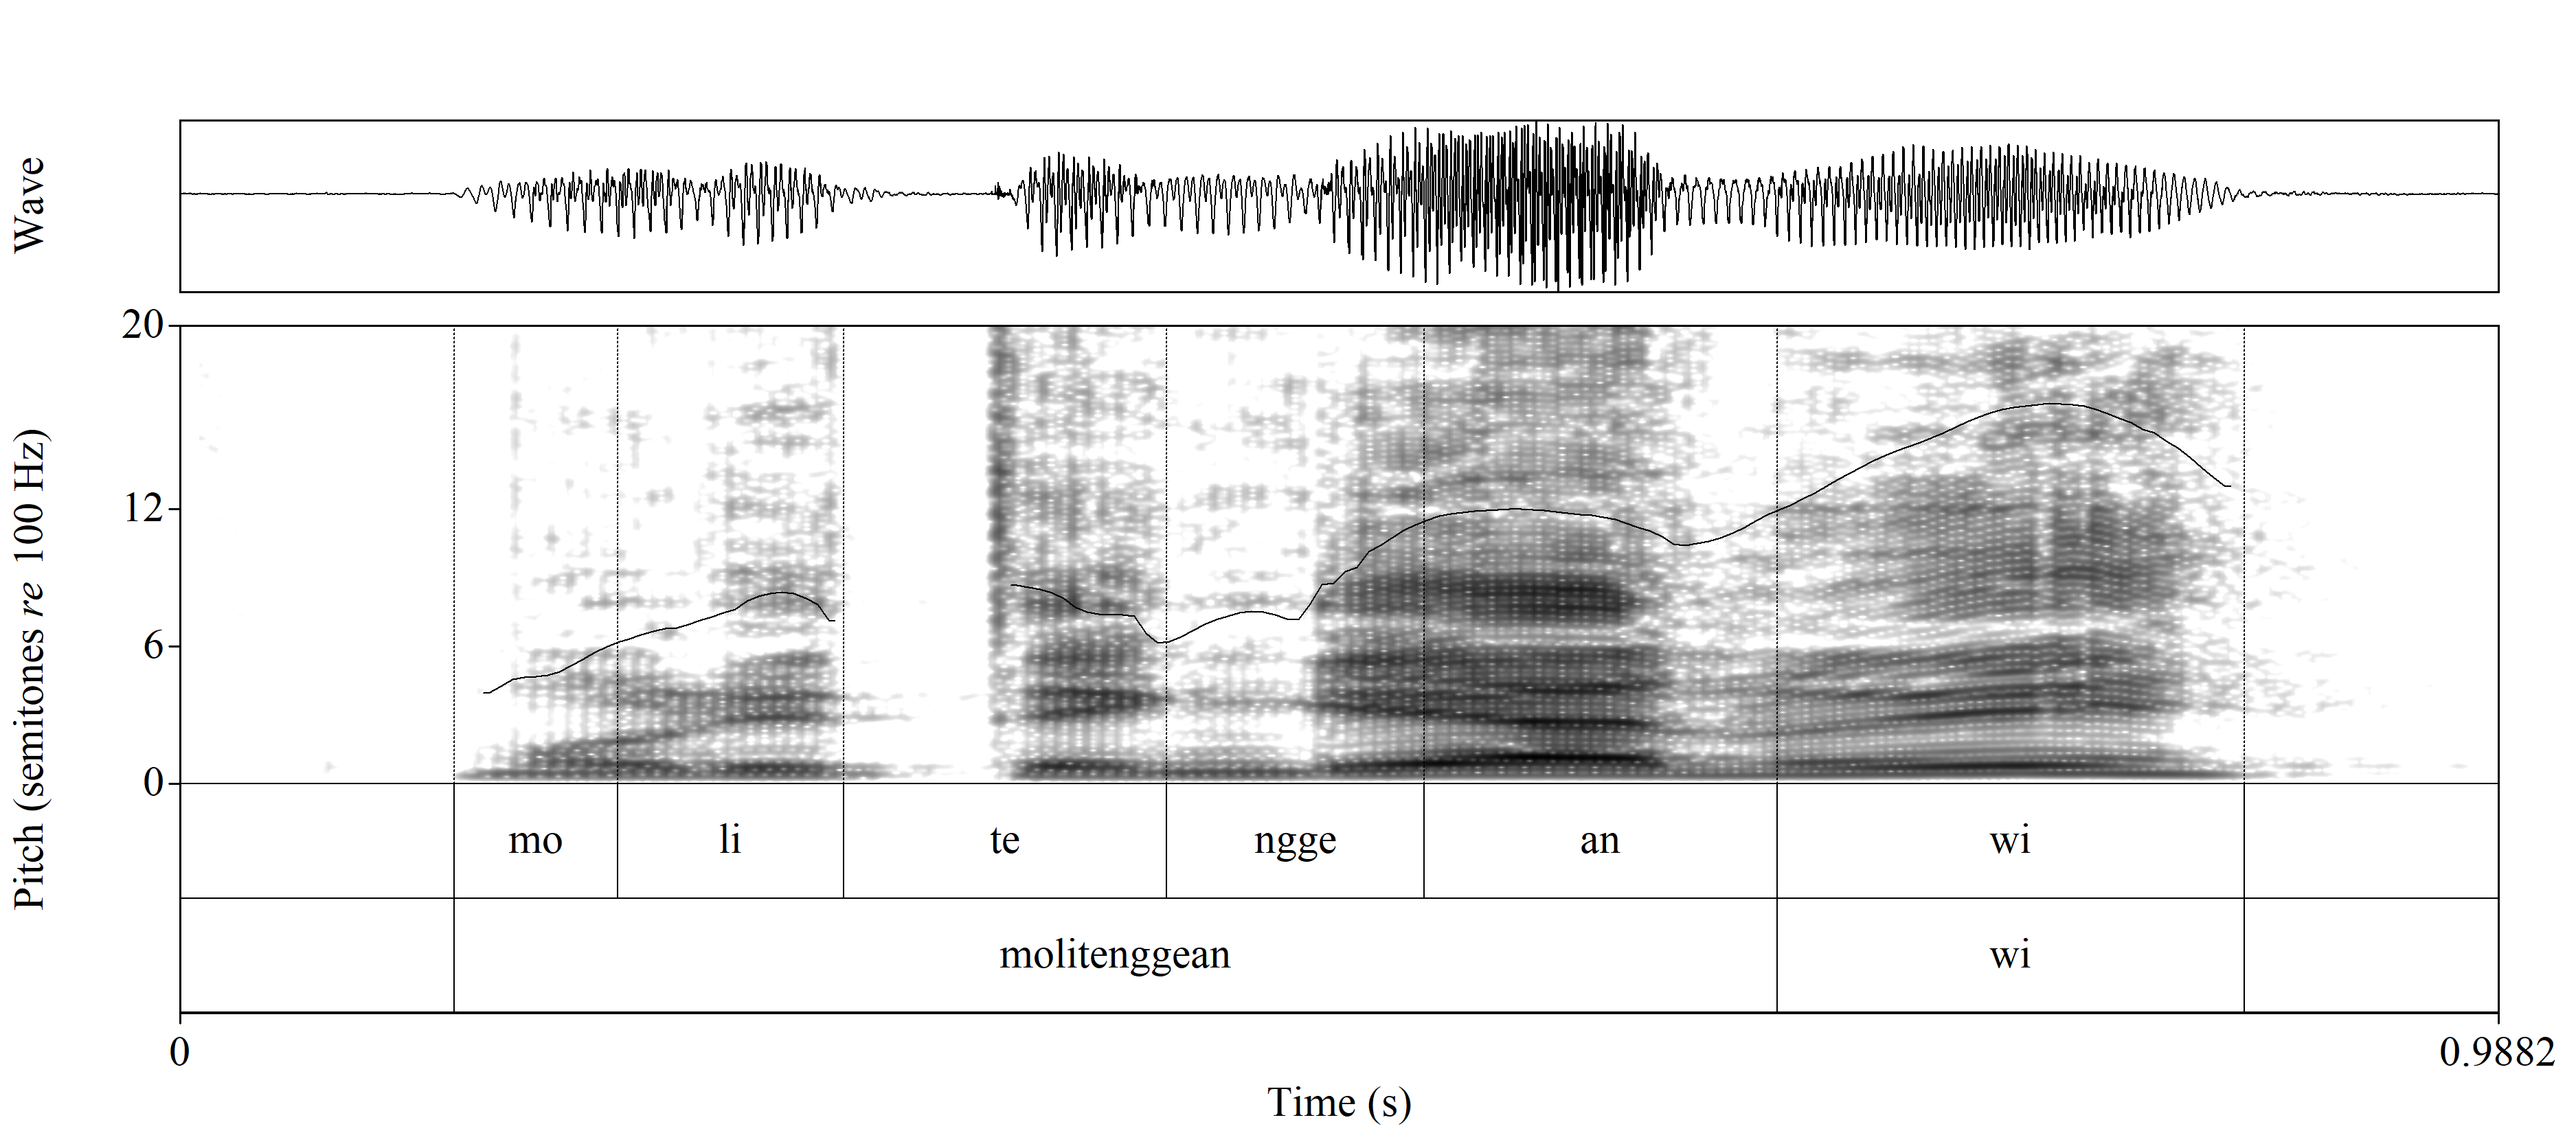 Wave
Pitch (semitones re 100 Hz)
20
12
6
0
mo li te ngge an wi
molitenggean wi
0 0.9882
Time (s)